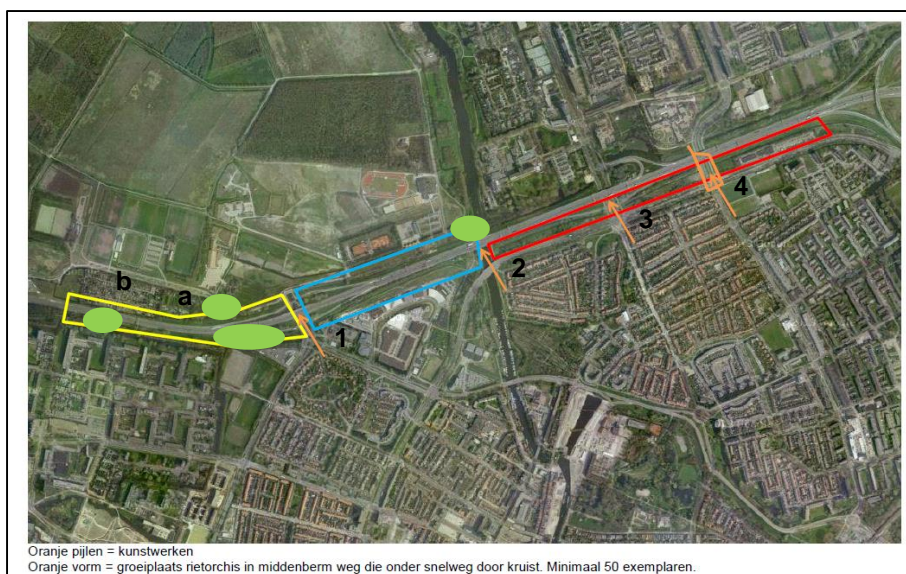 b
a
1
2
3
4
Oranje pijlen = kunstwerken
Oranje vorm = groeiplaats rietorchis in middenberm weg die onder snelweg door kruist. Minimaal 50 exemplaren.